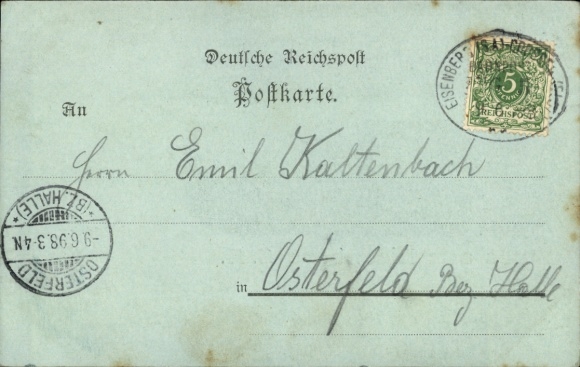 Deutsche Reichspost
Postkarte.
5
REICHSPOST
An
Herrn Emil Kaltenbach
*(BZ. HALLE)*
-9.6.98.3-4N
OSTERFELD
in Osterfeld Bez Halle